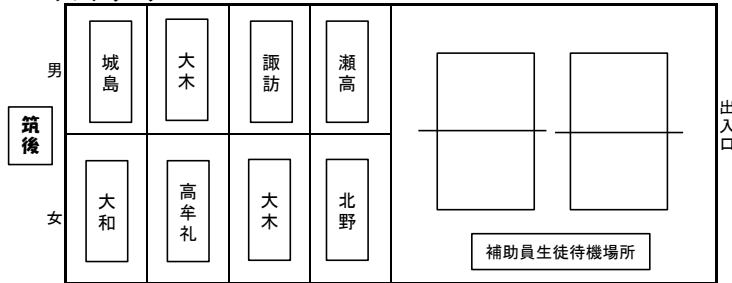 男
城島
大木
諏訪
瀬高
筑後
出入口
女
大和
高牟礼
大木
北野
補助員生徒待機場所